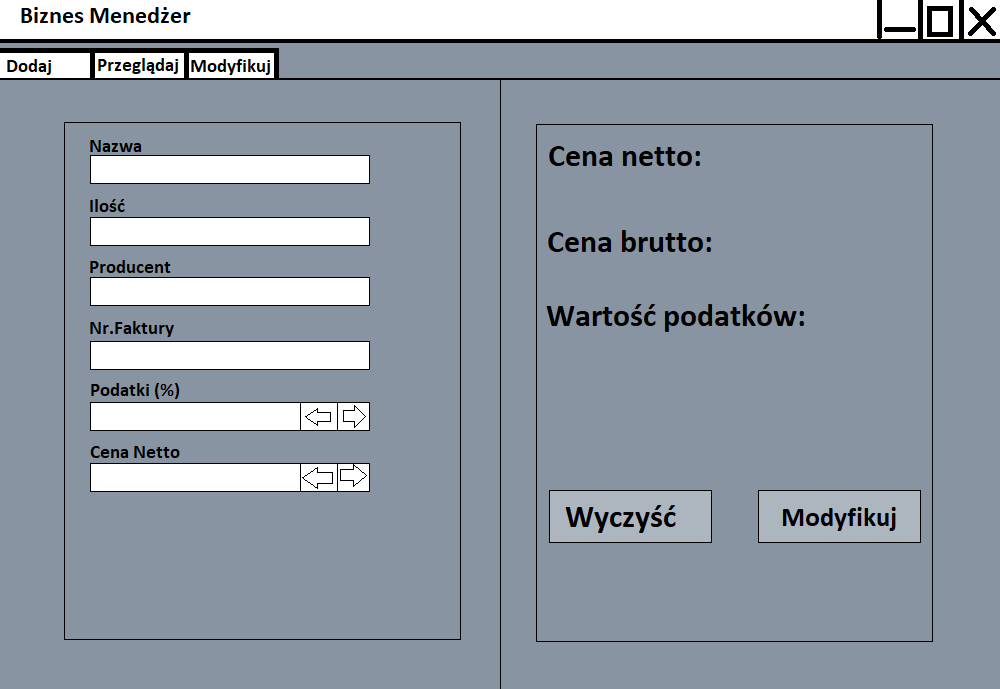 Biznes Menedżer
Dodaj Przeglądaj Modyfikuj
Nazwa
Ilość
Producent
Nr.Faktury
Podatki (%)
Cena Netto
Cena netto:
Cena brutto:
Wartość podatków:
Wyczyść Modyfikuj